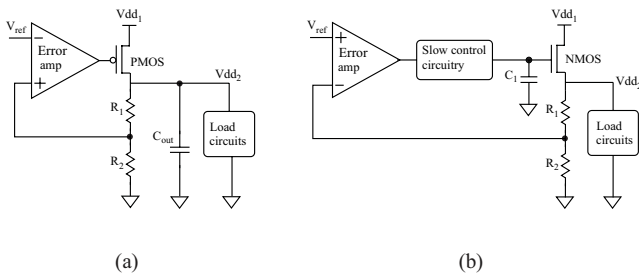 Vdd1
Vref
−
Error
amp
PMOS
+
Vdd2
R1
Cout
Load
circuits
R2
(a)
Vdd1
Vref
+
Error
amp
Slow control
circuitry
NMOS
C1
−
Vdd2
R1
Load
circuits
R2
(b)